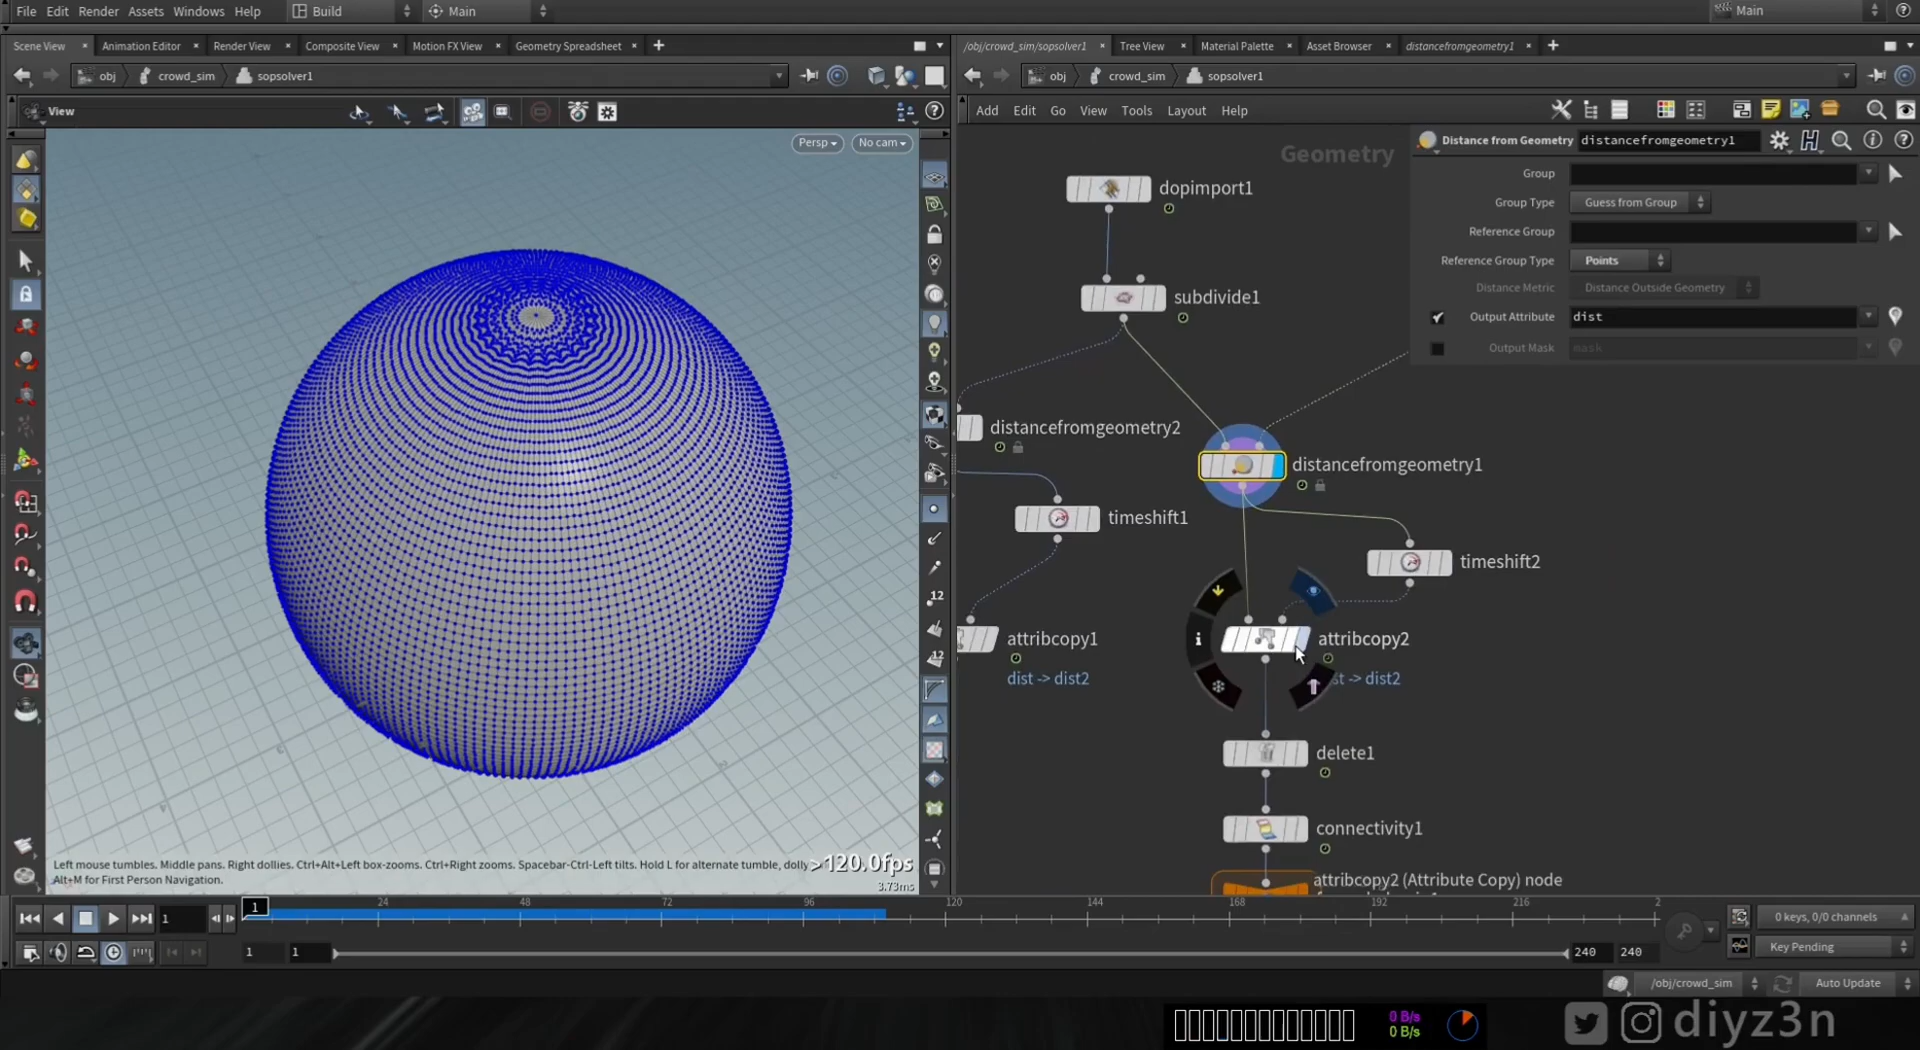 File Edit Render Assets Windows Help Build Main Main
Scene View Animation Editor Render View Composite View Motion FX View Geometry Spreadsheet
obj crowd_sim sopsolver1
View
Persp No cam
Left mouse tumbles. Middle pans. Right dollies. Ctrl+Alt+Left box-zooms. Ctrl+Right zooms. Spacebar-Ctrl-Left tilts. Hold L for alternate tumble, dolly
Alt+M for First Person Navigation.
>120.0fps
3.73ms
12
12
/obj/crowd_sim/sopsolver1 Tree View Material Palette Asset Browser distancefromgeometry1
obj crowd_sim sopsolver1
Add Edit Go View Tools Layout Help
Geometry
Distance from Geometry distancefromgeometry1
Group
Group Type Guess from Group
Reference Group
Reference Group Type Points
Distance Metric Distance Outside Geometry
Output Attribute dist
Output Mask mask
dopimport1
subdivide1
distancefromgeometry2
distancefromgeometry1
timeshift1
timeshift2
attribcopy1
dist -> dist2
attribcopy2
st -> dist2
delete1
connectivity1
attribcopy2 (Attribute Copy) node
1 1 24 48 72 96 120 144 168 192 216 2
0 keys, 0/0 channels
1 1 240 240
Key Pending
/obj/crowd_sim Auto Update
0 B/s
0 B/s
diyz3n